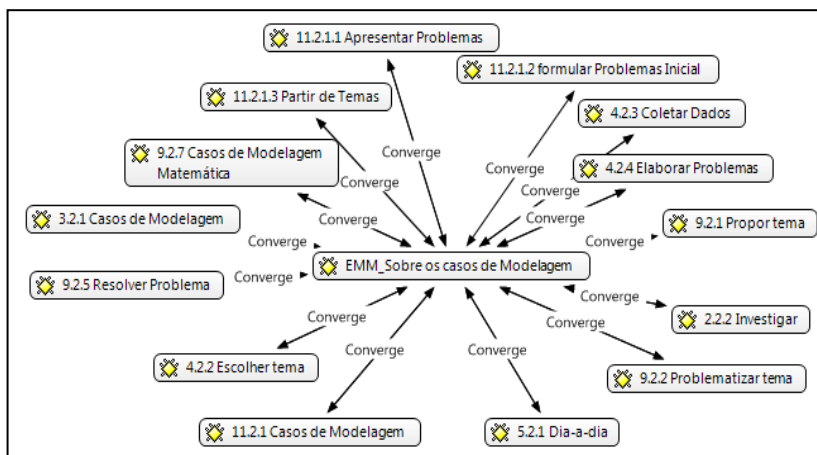 11.2.1.1 Apresentar Problemas
11.2.1.2 formular Problemas Inicial
11.2.1.3 Partir de Temas
4.2.3 Coletar Dados
Converge
9.2.7 Casos de Modelagem
Matemática
Converge
4.2.4 Elaborar Problemas
Converge
Converge
Converge
3.2.1 Casos de Modelagem
Converge
Converge
9.2.1 Propor tema
Converge
Converge
EMM_Sobre os casos de Modelagem
9.2.5 Resolver Problema
Converge
Converge
2.2.2 Investigar
Converge
Converge
Converge
Converge
4.2.2 Escolher tema
9.2.2 Problematizar tema
11.2.1 Casos de Modelagem
5.2.1 Dia-a-dia